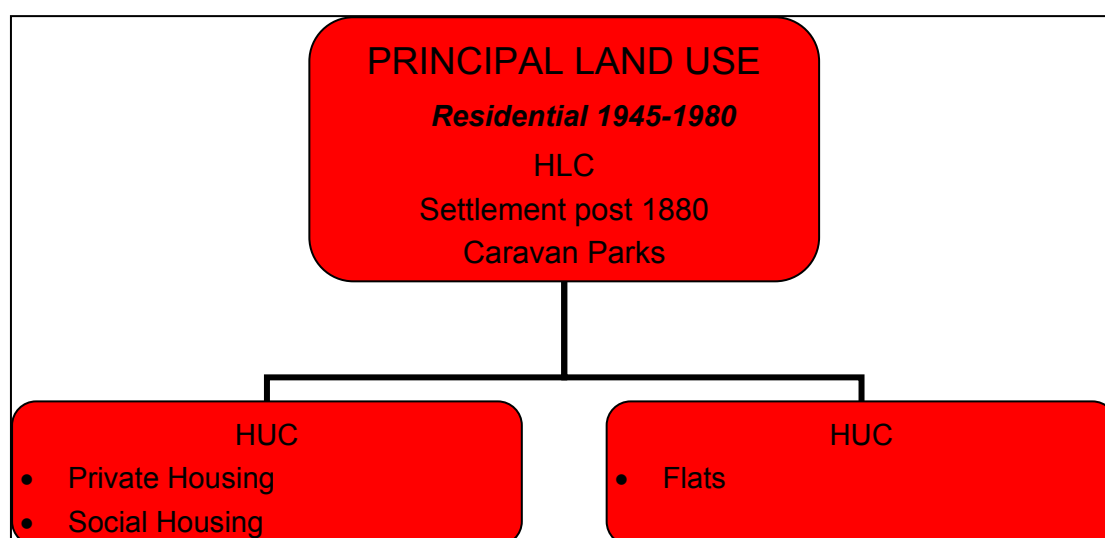 PRINCIPAL LAND USE
Residential 1945-1980
HLC
Settlement post 1880
Caravan Parks
HUC
• Private Housing
• Social Housing
HUC
• Flats